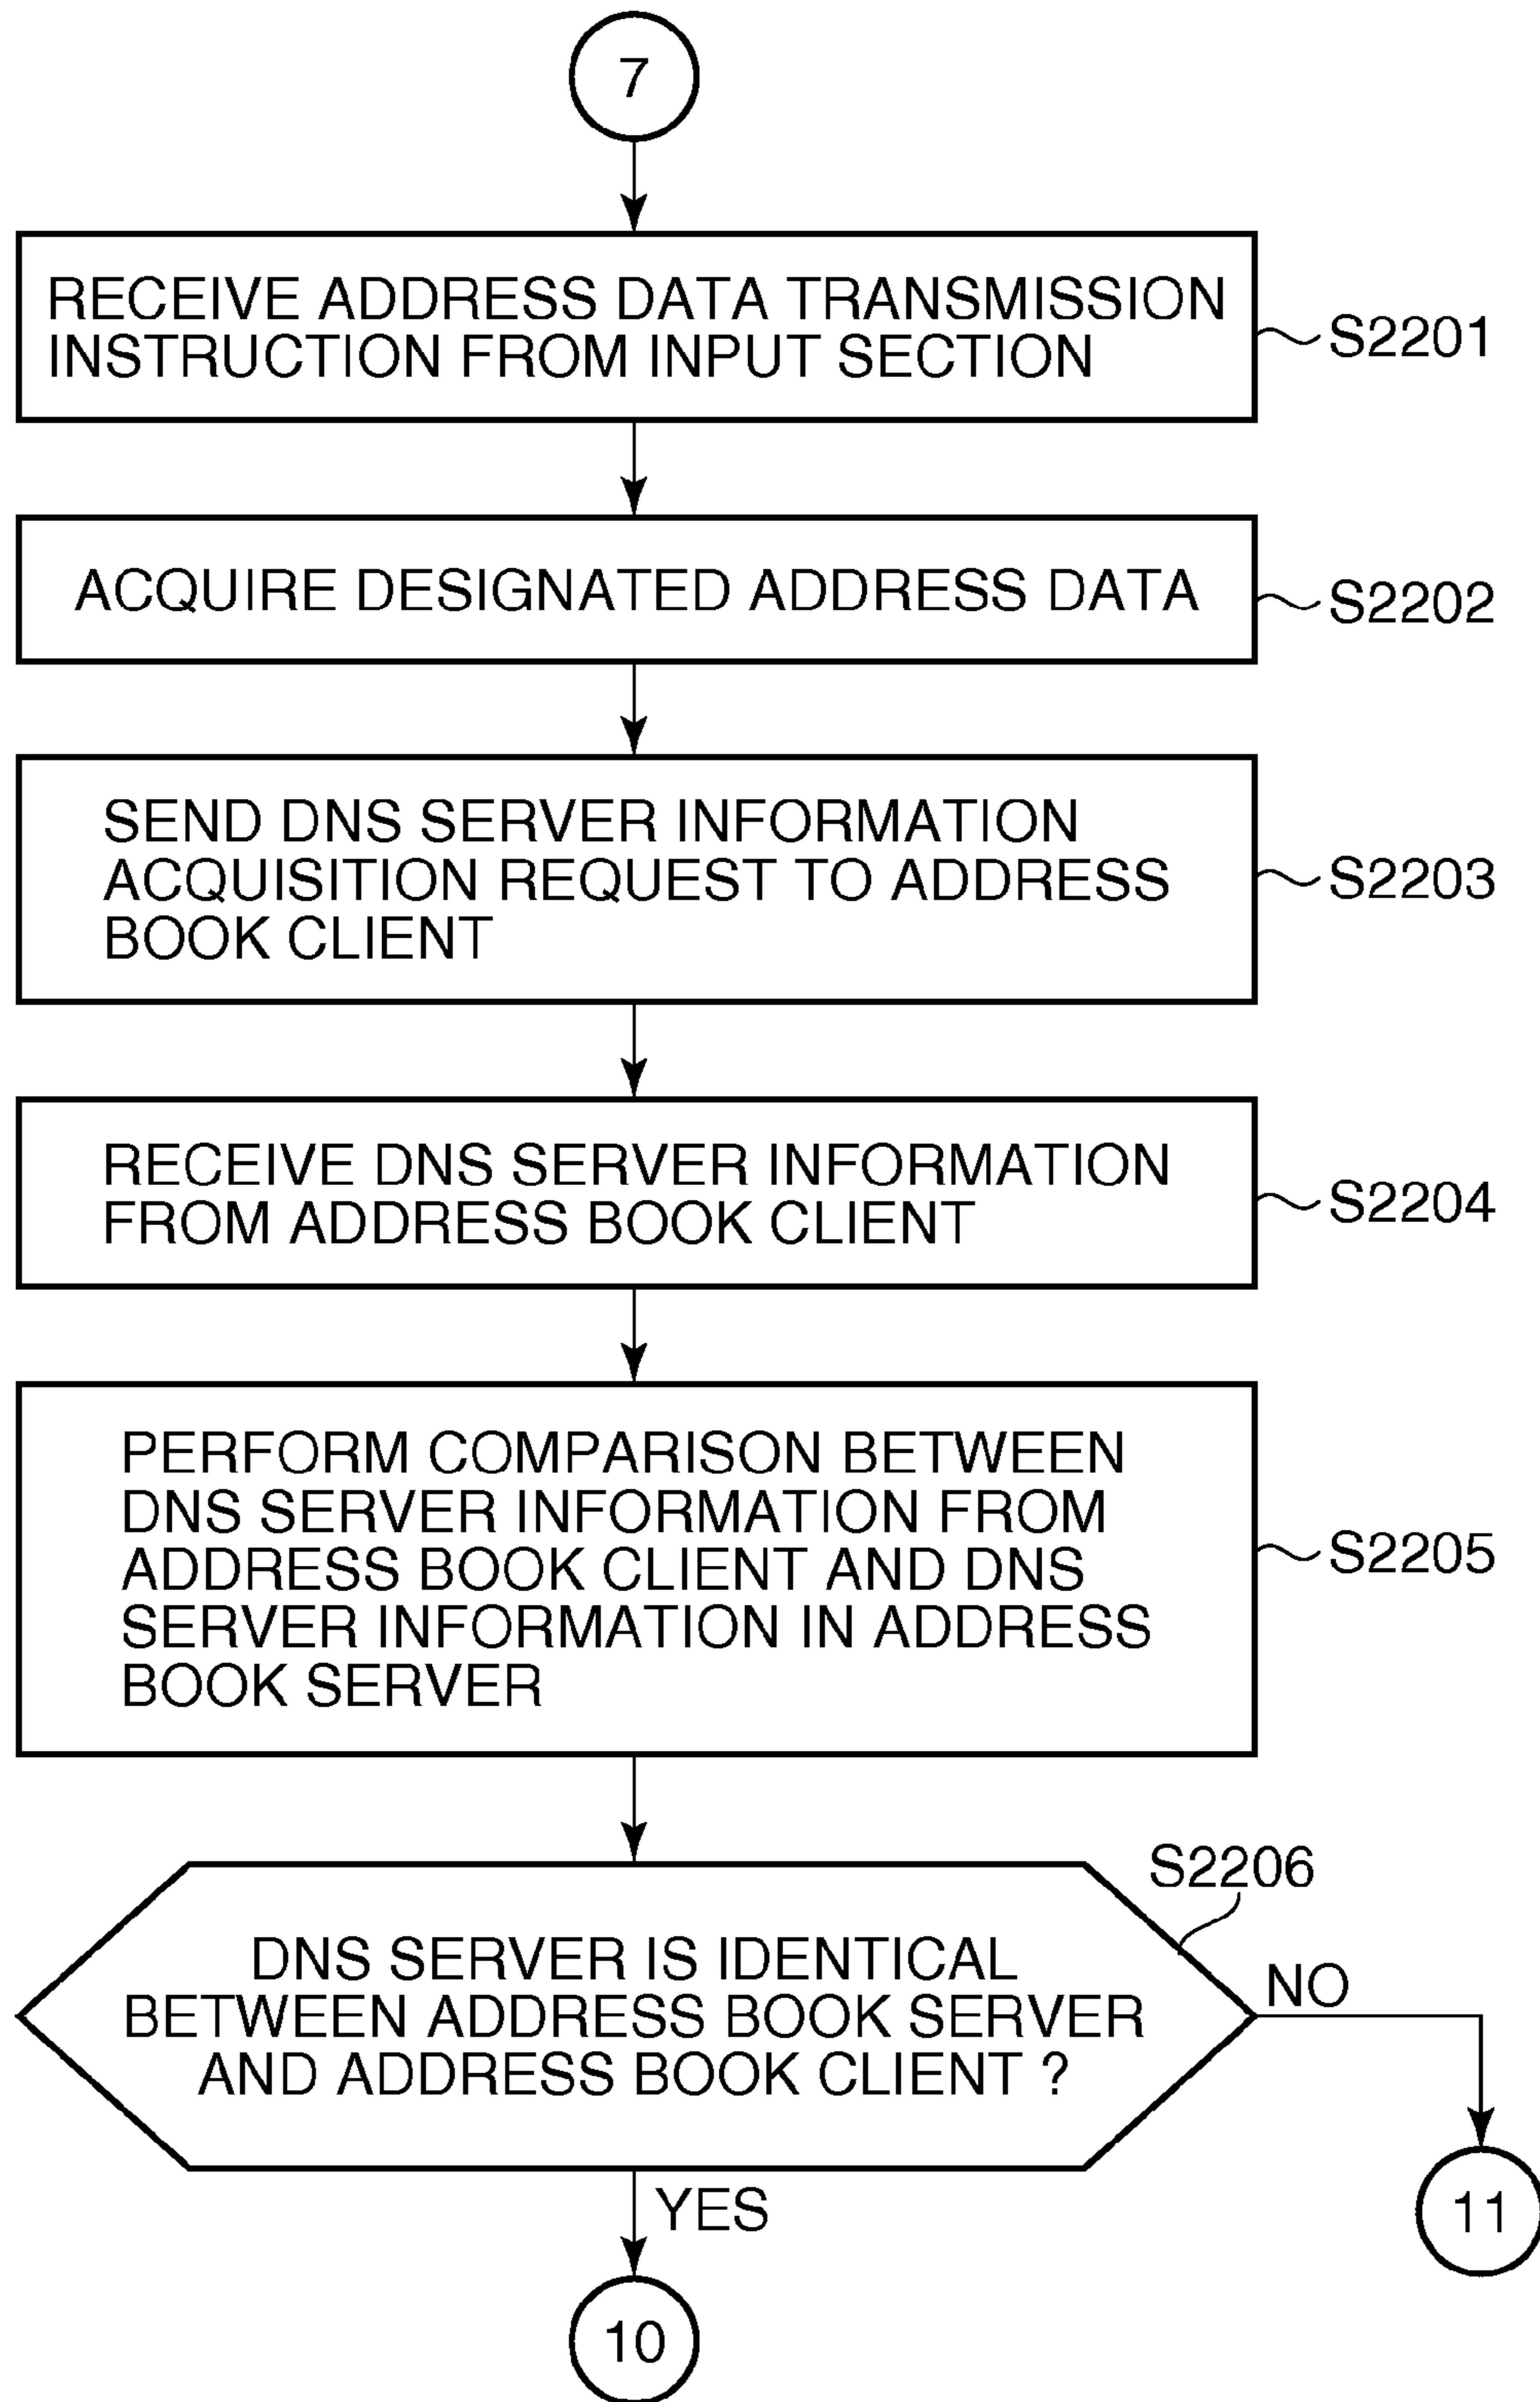 7
RECEIVE ADDRESS DATA TRANSMISSION
INSTRUCTION FROM INPUT SECTION
S2201
ACQUIRE DESIGNATED ADDRESS DATA
S2202
SEND DNS SERVER INFORMATION
ACQUISITION REQUEST TO ADDRESS
BOOK CLIENT
S2203
RECEIVE DNS SERVER INFORMATION
FROM ADDRESS BOOK CLIENT
S2204
PERFORM COMPARISON BETWEEN
DNS SERVER INFORMATION FROM
ADDRESS BOOK CLIENT AND DNS
SERVER INFORMATION IN ADDRESS
BOOK SERVER
S2205
S2206
DNS SERVER IS IDENTICAL
BETWEEN ADDRESS BOOK SERVER
AND ADDRESS BOOK CLIENT ?
NO
YES
11
10